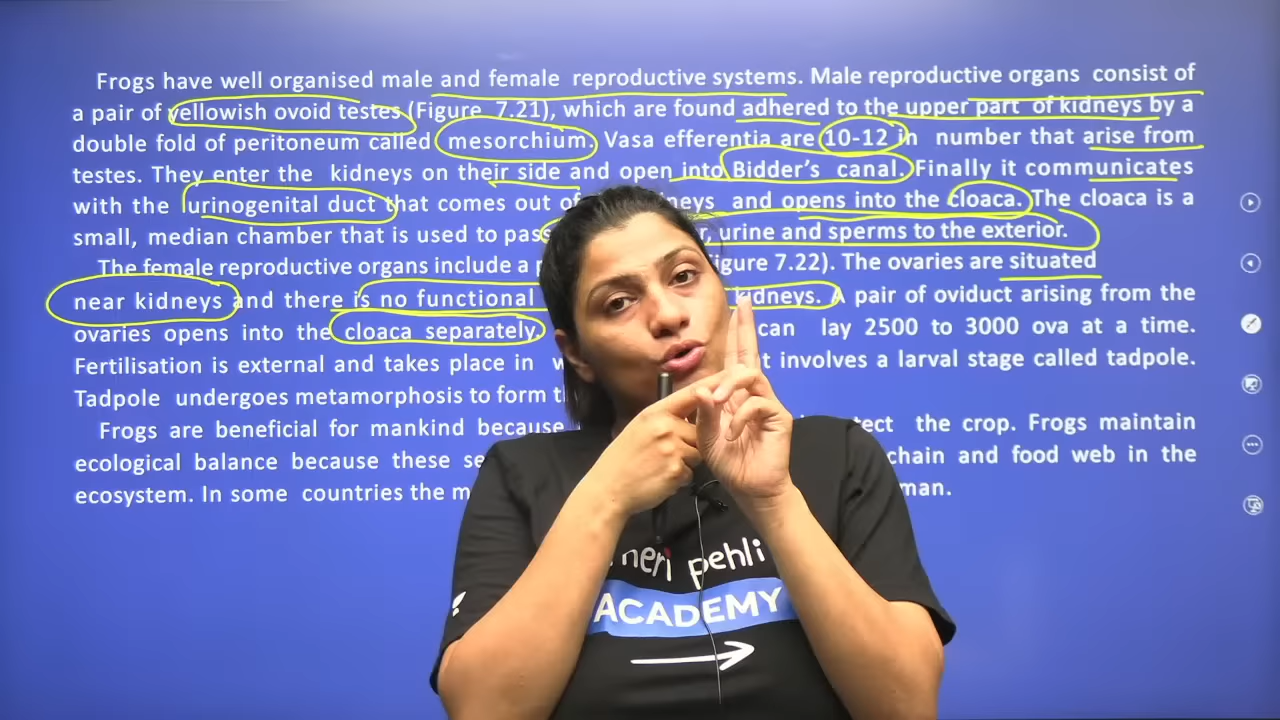 Frogs have well organised male and female reproductive systems. Male reproductive organs consist of
a pair of yellowish ovoid testes (Figure 7.21), which are found adhered to the upper part of kidneys by a
double fold of peritoneum called mesorchium. Vasa efferentia are 10-12 in number that arise from
testes. They enter the kidneys on their side and open into Bidder's canal. Finally it communicates
with the urinogenital duct that comes out of and opens into the cloaca. The cloaca is a
small, median chamber that is used to pass urine and sperms to the exterior.
The female reproductive organs include a 7.22). The ovaries are situated
near kidneys and there is no functional kidneys. A pair of oviduct arising from the
ovaries opens into the cloaca separately can lay 2500 to 3000 ova at a time.
Fertilisation is external and takes place in involves a larval stage called tadpole.
Tadpole undergoes metamorphosis to form
Frogs are beneficial for mankind because the crop. Frogs maintain
ecological balance because these chain and food web in the
ecosystem. In some countries the man.
meri pehli
ACADEMY